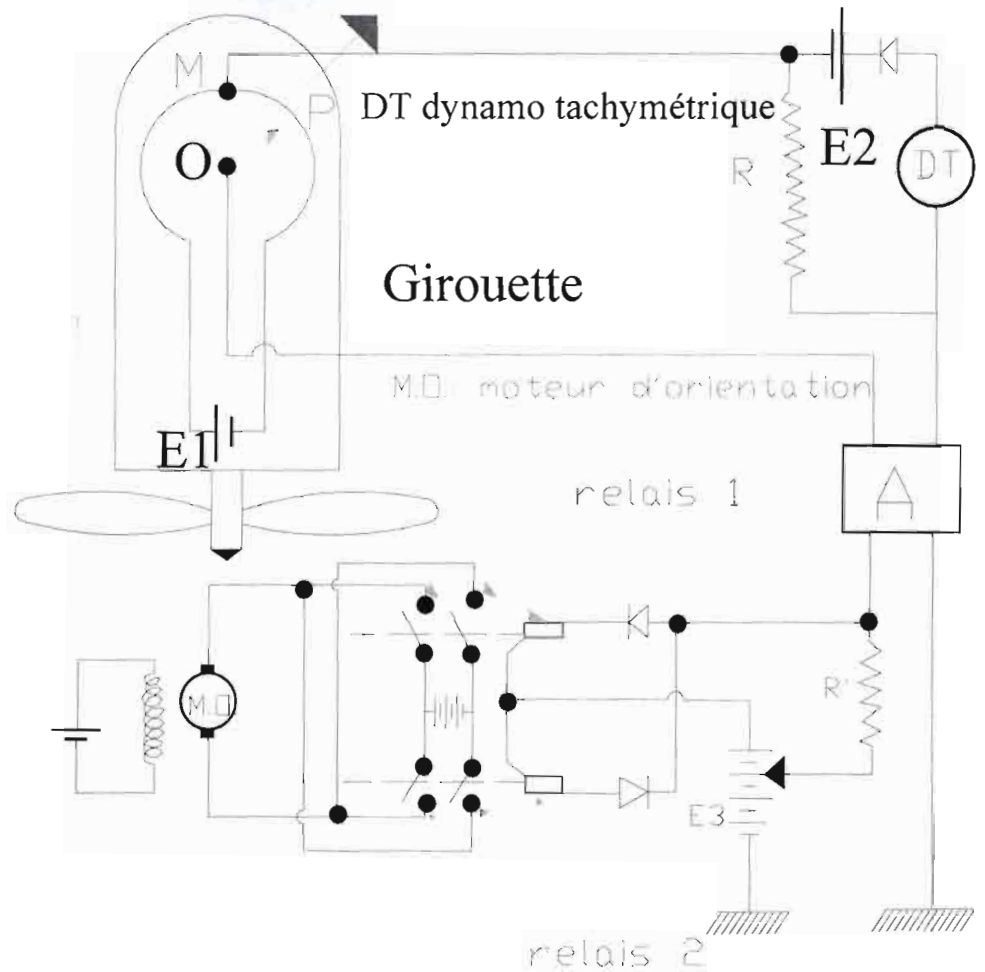 M
P
DT dynamo tachymétrique
O
E2
DT
R
Girouette
M.O. moteur d'orientation
E1
relais 1
A
M.O.
R'
E3
relais 2